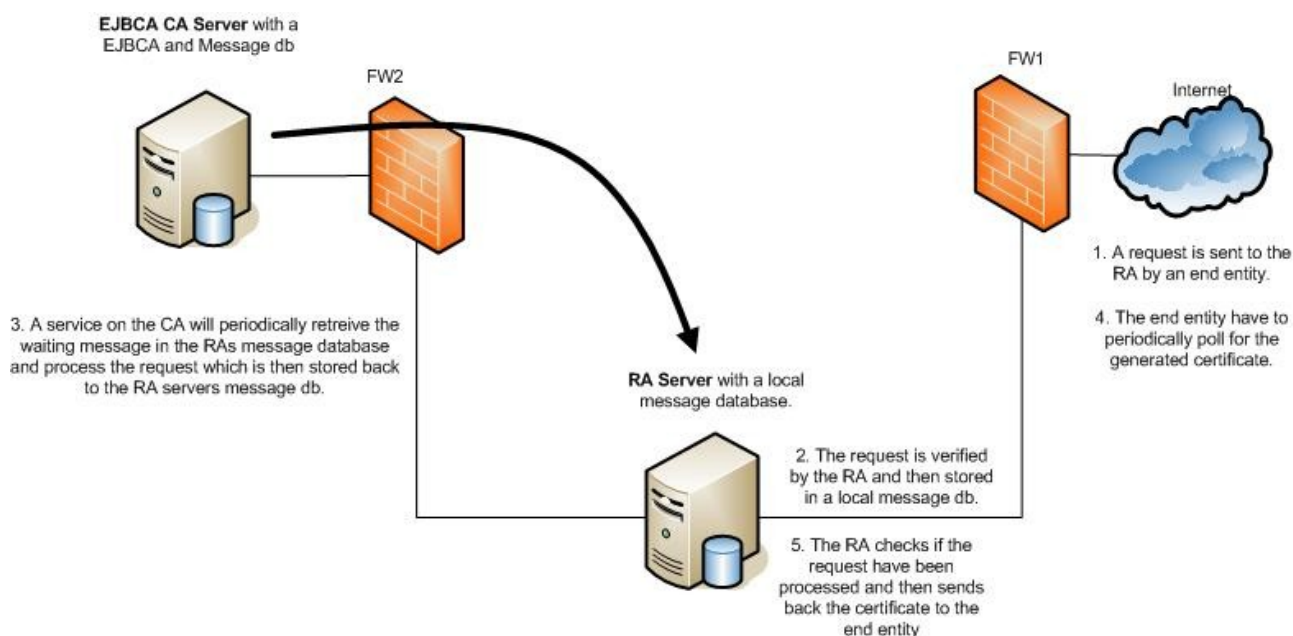 EJBCA CA Server with a
EJBCA and Message db
FW2
FW1
Internet
1. A request is sent to the
RA by an end entity.
4. The end entity have to
periodically poll for the
generated certificate.
3. A service on the CA will periodically retreive the
waiting message in the RAs message database
and process the request which is then stored back
to the RA servers message db.
RA Server with a local
message database.
2. The request is verified
by the RA and then stored
in a local message db.
5. The RA checks if the
request have been
processed and then sends
back the certificate to the
end entity